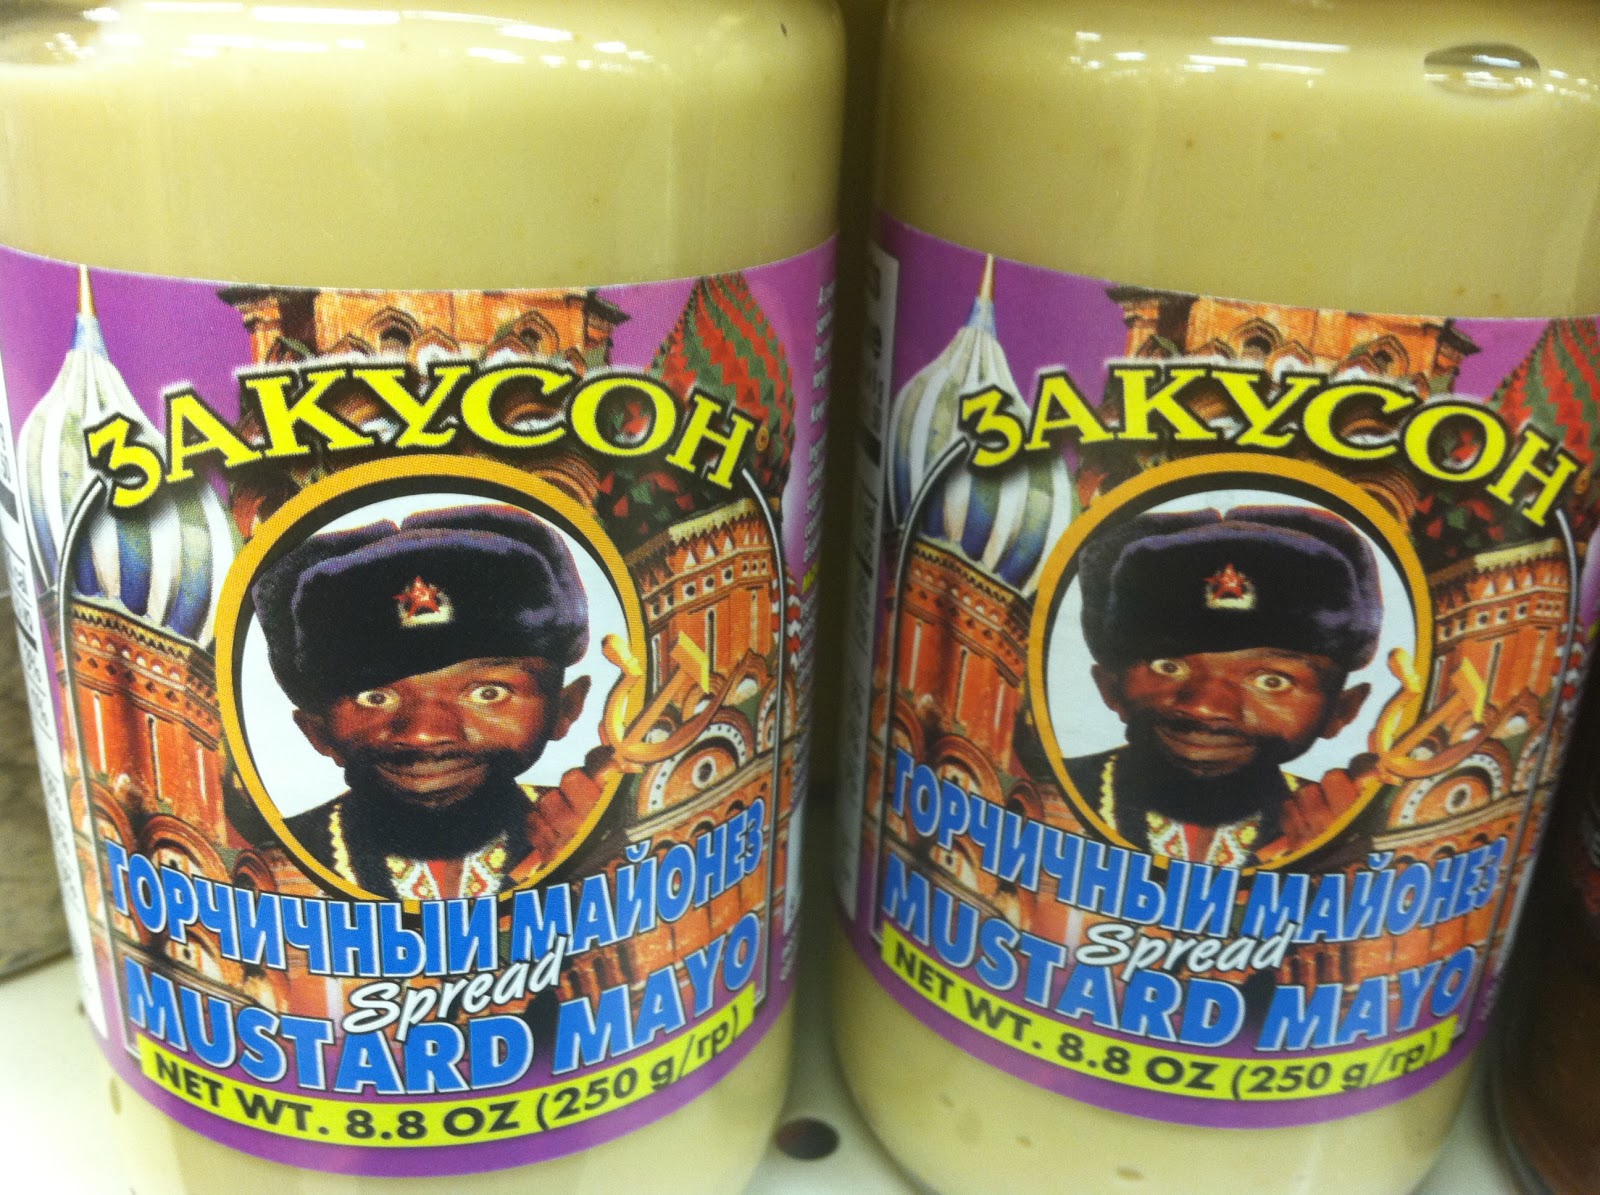 ЗАКУСОН
ГОРЧИЧНЫЙ МАЙОНЕЗ
Spread
MUSTARD MAYO
NET WT. 8.8 OZ (250 g/гр)
ЗАКУСОН
ГОРЧИЧНЫЙ МАЙОНЕЗ
Spread
MUSTARD MAYO
NET WT. 8.8 OZ (250 g/гр)